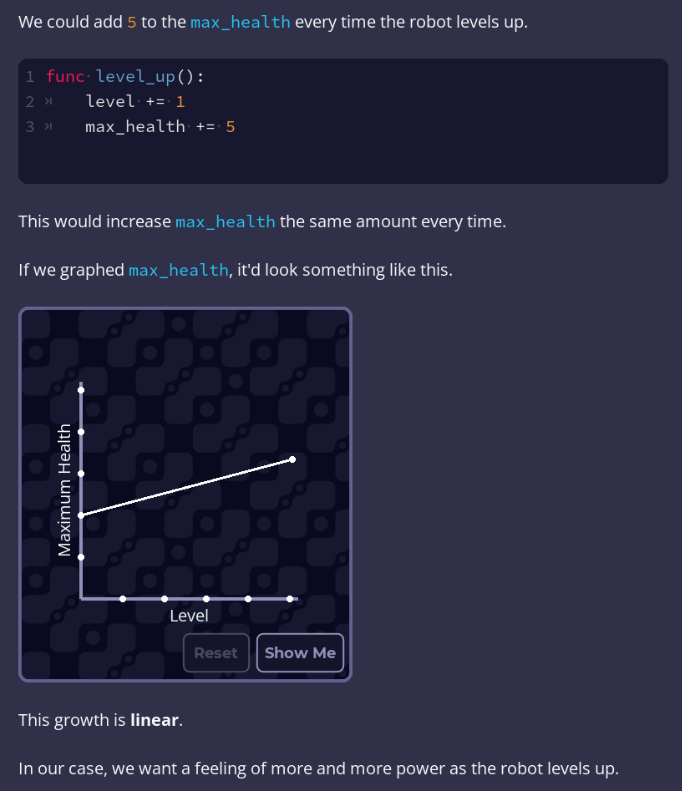 We could add 5 to the max_health every time the robot levels up.
1 func level_up():
2 level += 1
3 max_health += 5
This would increase max_health the same amount every time.
If we graphed max_health, it'd look something like this.
Maximum Health
Level
Reset Show Me
This growth is linear.
In our case, we want a feeling of more and more power as the robot levels up.